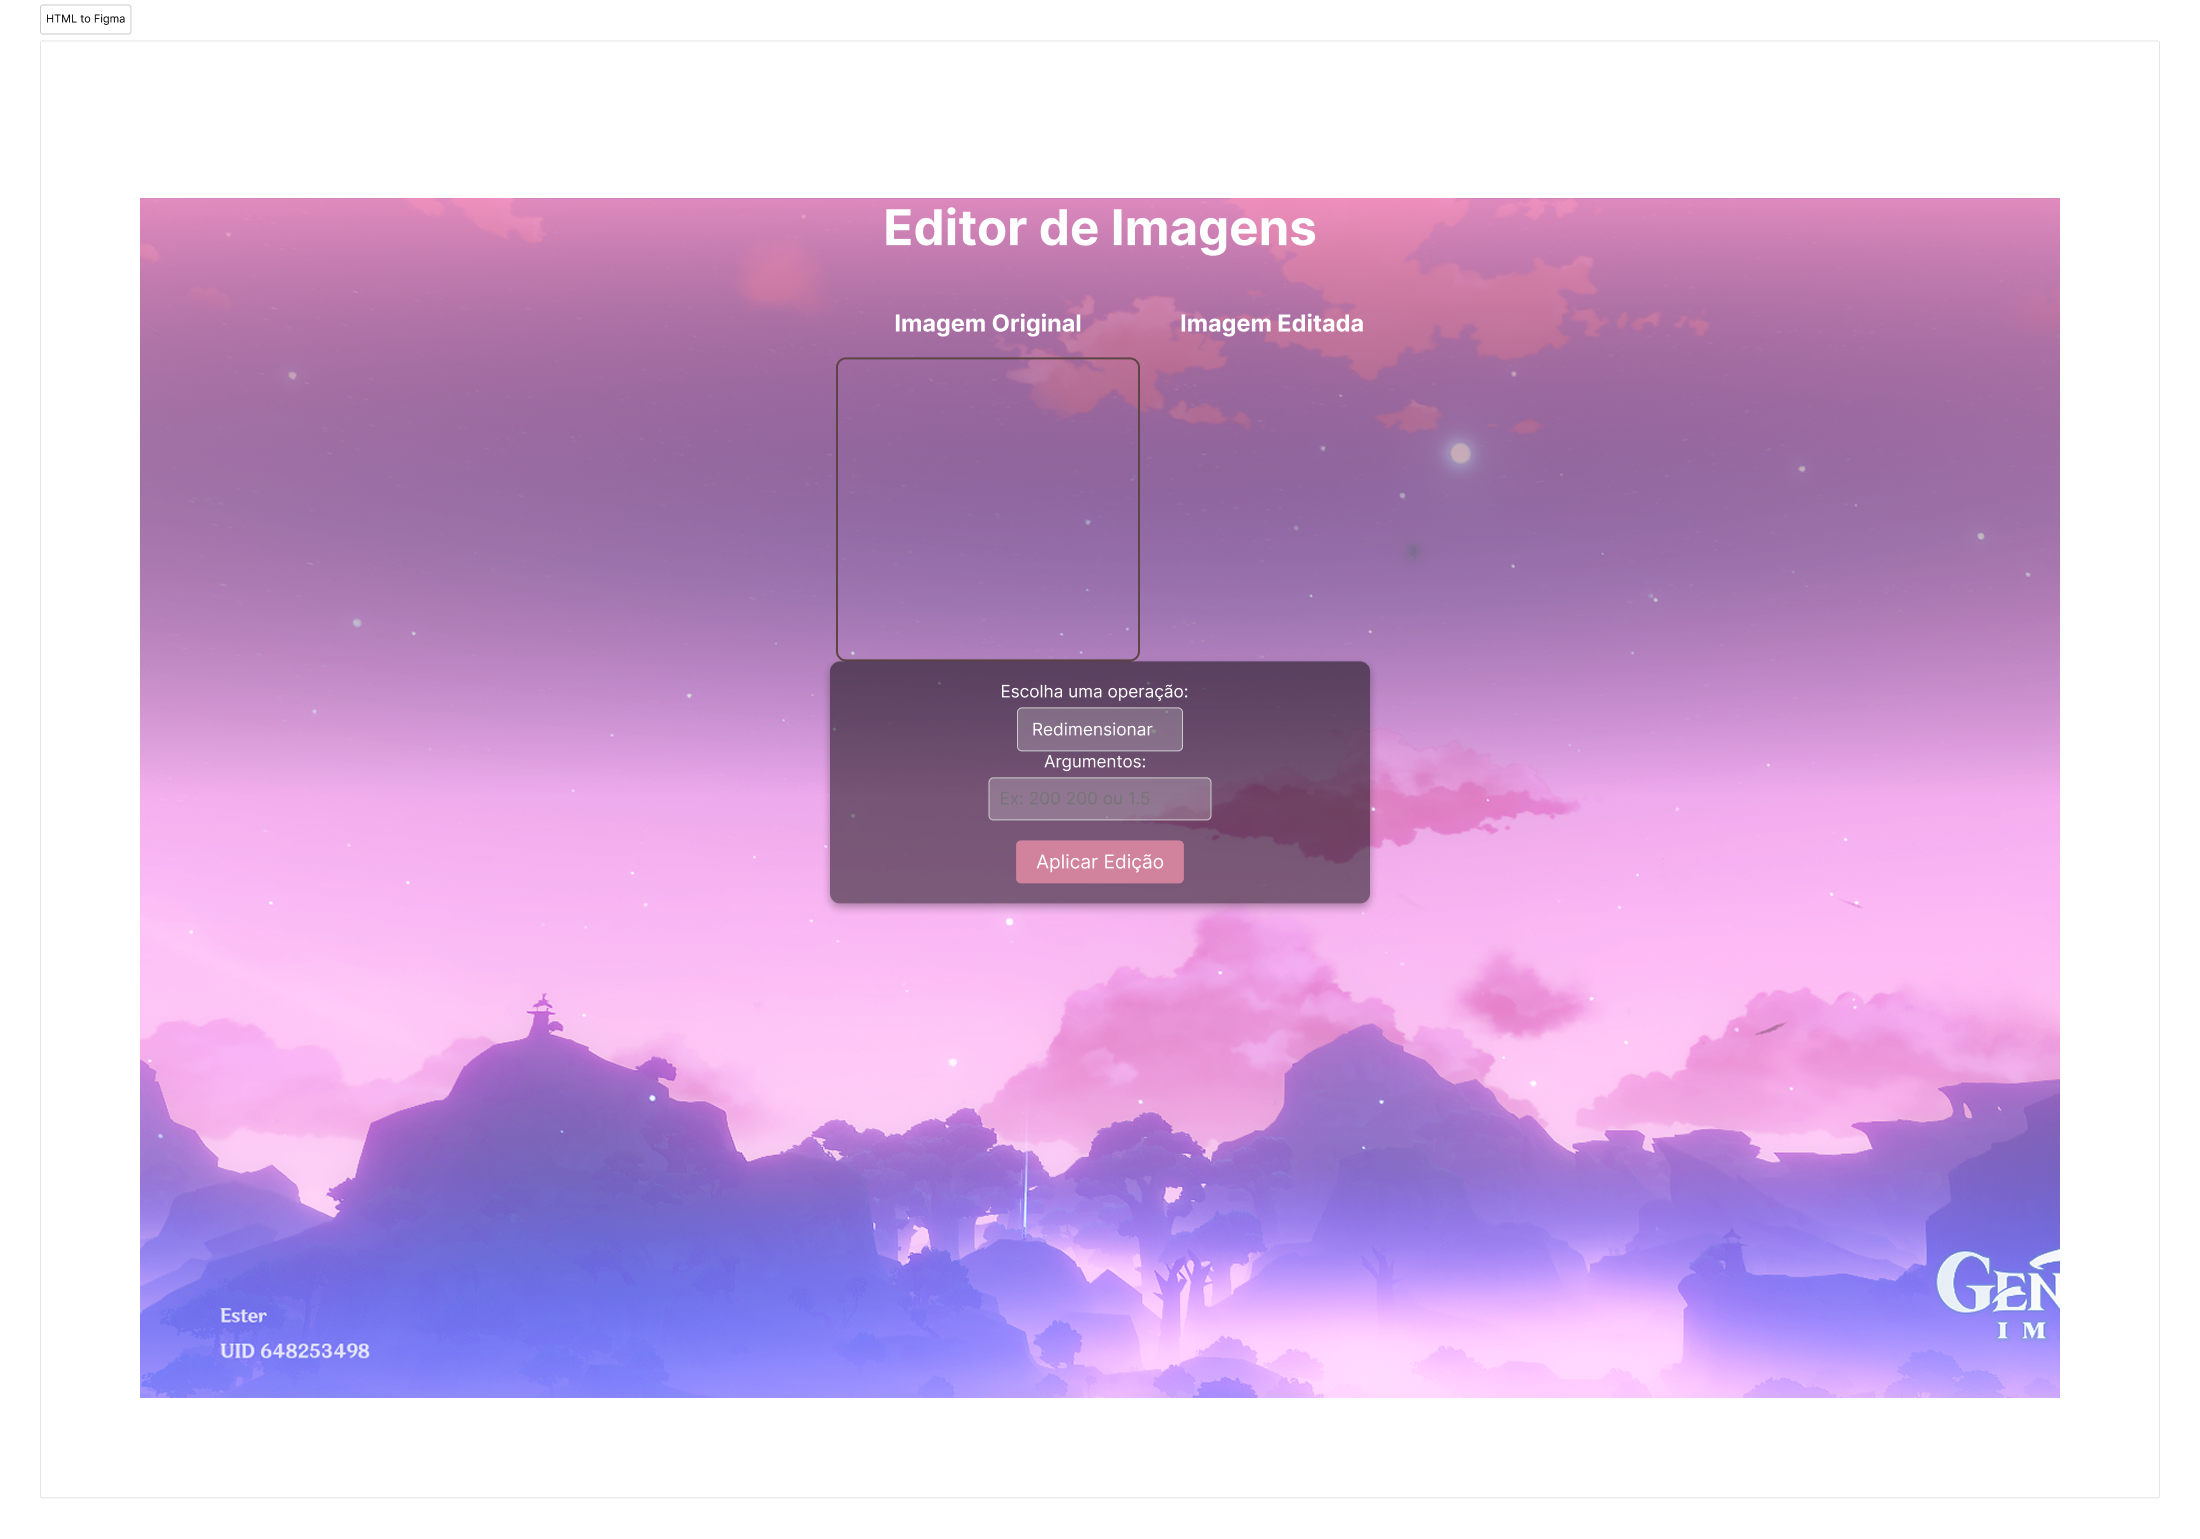 HTML to Figma
Editor de Imagens
Imagem Original
Imagem Editada
Escolha uma operação:
Redimensionar
Argumentos:
Ex: 200 200 ou 1.5
Aplicar Edição
GEN
IM
Ester
UID 648253498